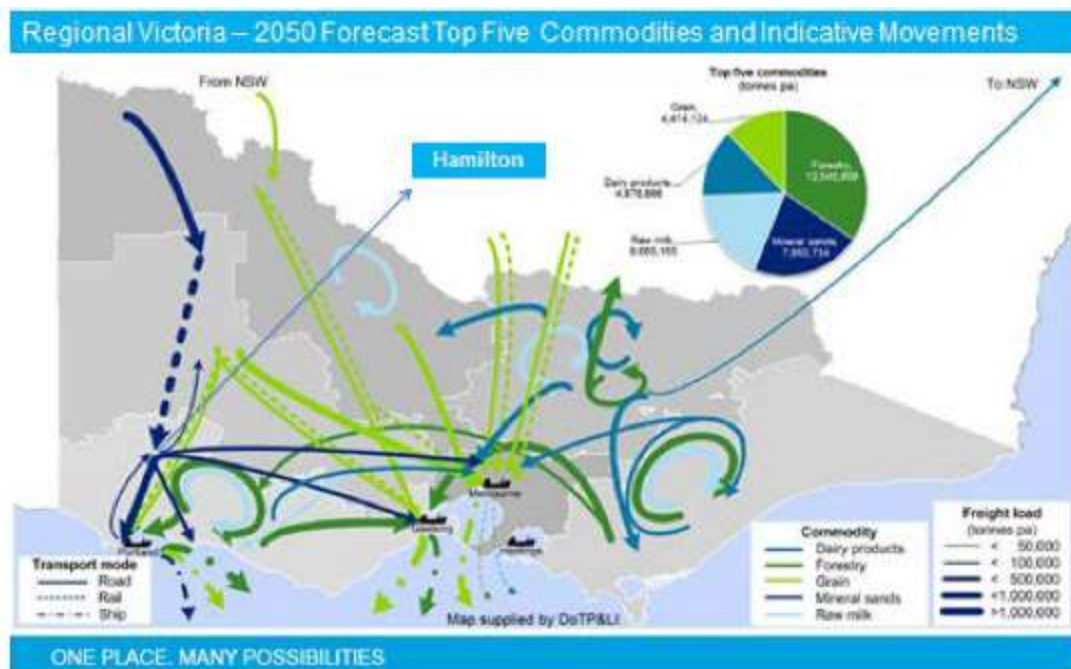 Regional Victoria – 2050 Forecast Top Five Commodities and Indicative Movements
From NSW
Top five commodities
(tonnes pa)
To NSW
Grain,
Hamilton
Forestry,
Dairy products
Mineral sands,
Raw milk,
Melbourne
Geelong
Hastings
Portland
Transport mode
Road
Rail
Ship
Commodity
Dairy products
Forestry
Grain
Mineral sands
Raw milk
Freight load
(tonnes pa)
< 50,000
< 100,000
< 500,000
<1,000,000
>1,000,000
Map supplied by DoTP&LI
ONE PLACE. MANY POSSIBILITIES